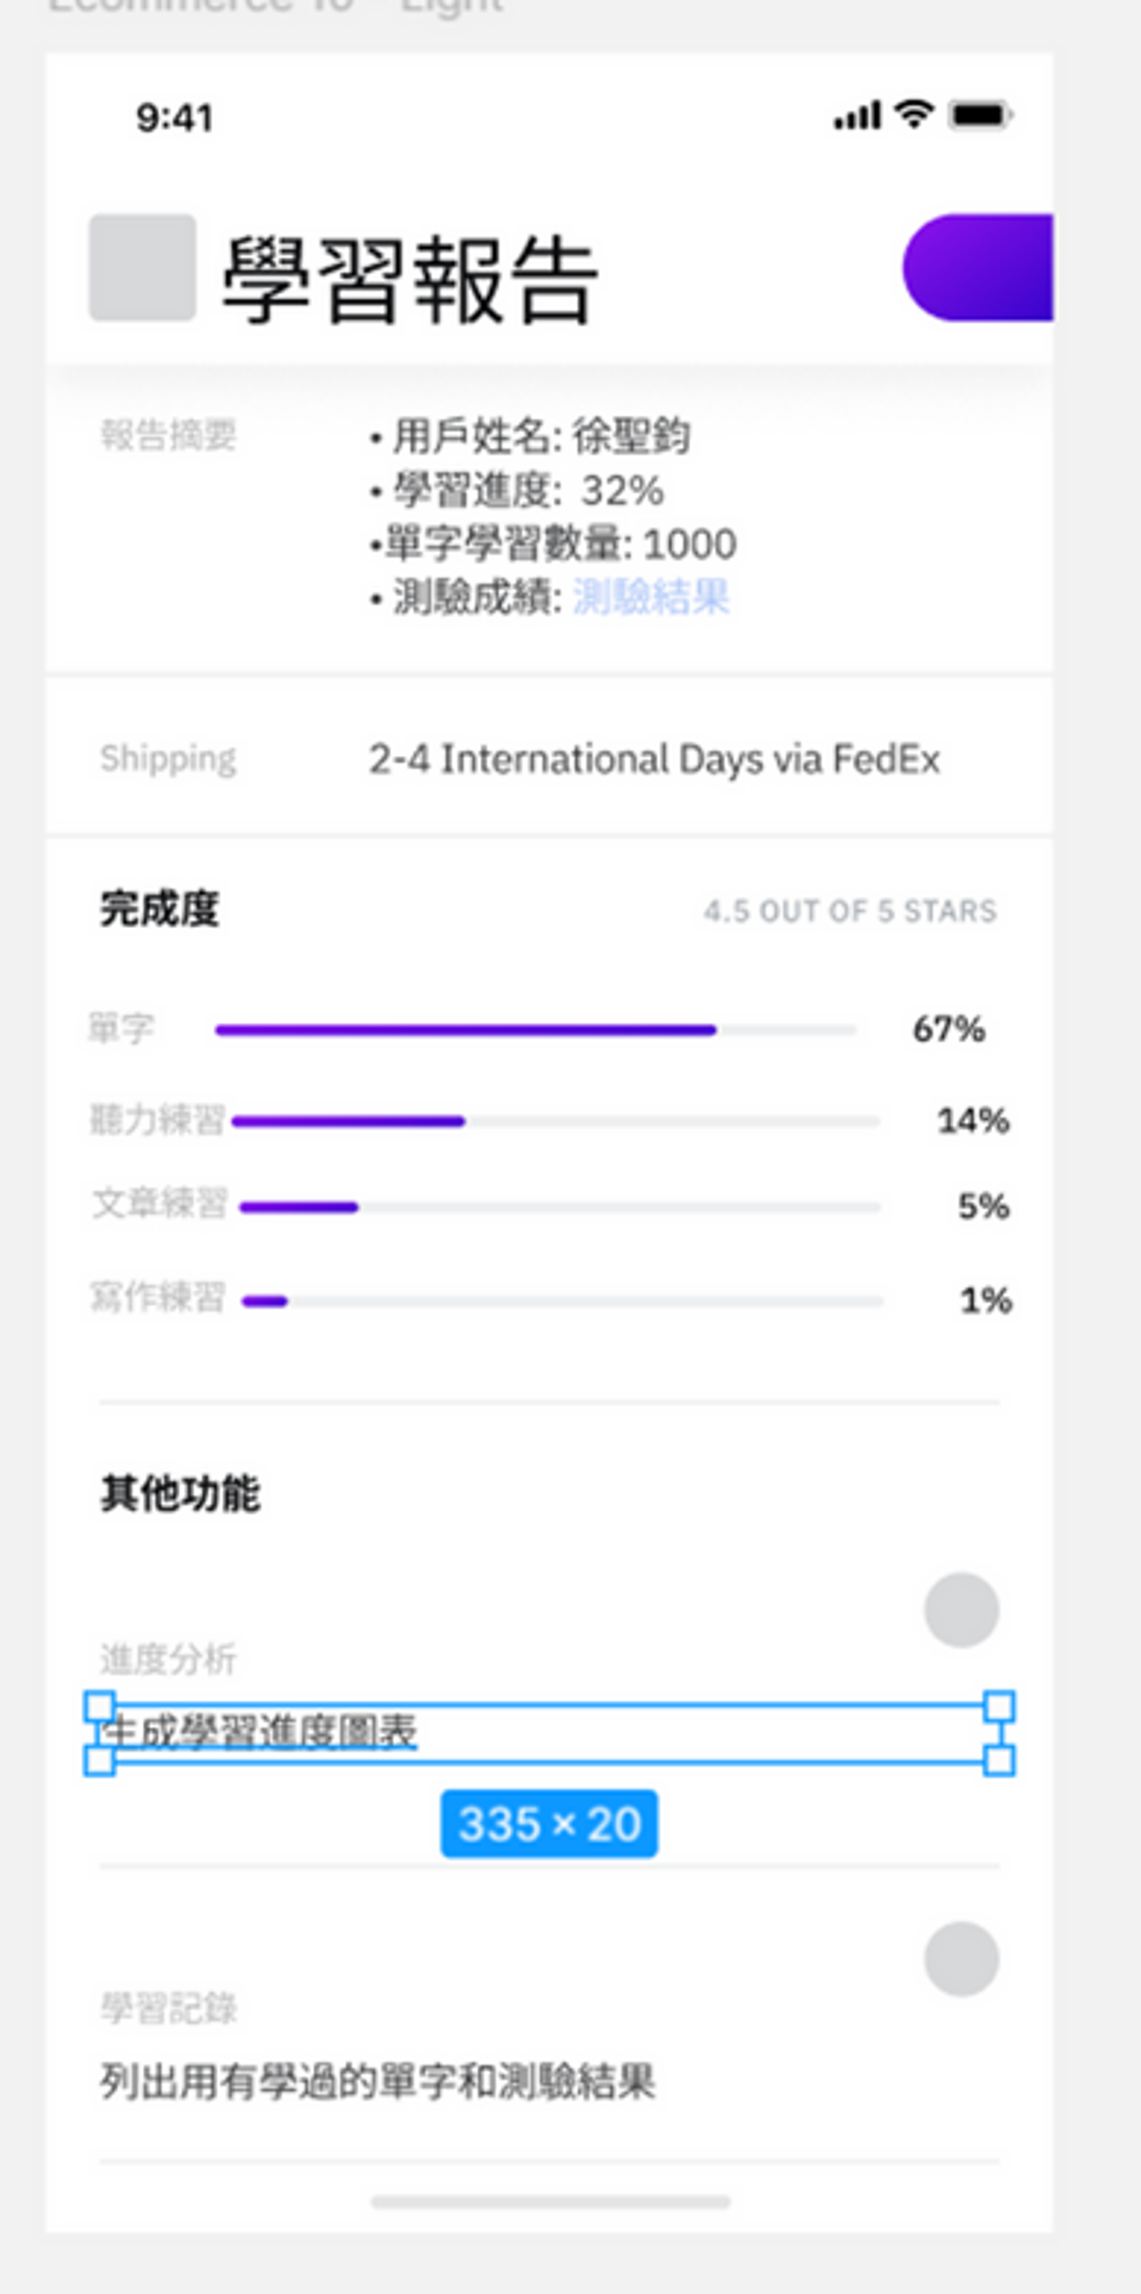 Ecommerce 10 - Light
9:41
學習報告
報告摘要
• 用戶姓名: 徐聖鈞
• 學習進度: 32%
•單字學習數量: 1000
• 測驗成績: 測驗結果
Shipping
2-4 International Days via FedEx
完成度
4.5 OUT OF 5 STARS
單字
67%
聽力練習
14%
文章練習
5%
寫作練習
1%
其他功能
進度分析
生成學習進度圖表
335 × 20
學習記錄
列出用有學過的單字和測驗結果